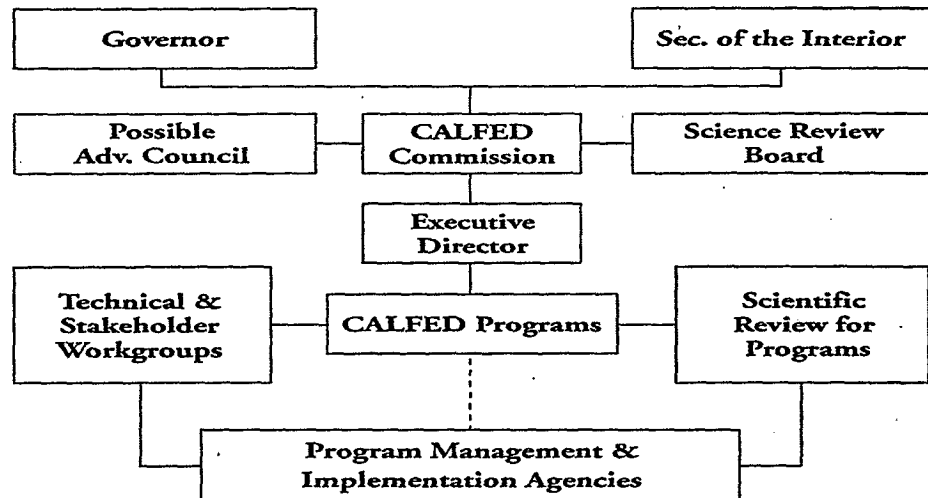 Governor
Sec. of the Interior
Possible
Adv. Council
CALFED
Commission
Science Review
Board
Executive
Director
Technical &
Stakeholder
Workgroups
CALFED Programs
Scientific
Review for
Programs
Program Management &
Implementation Agencies